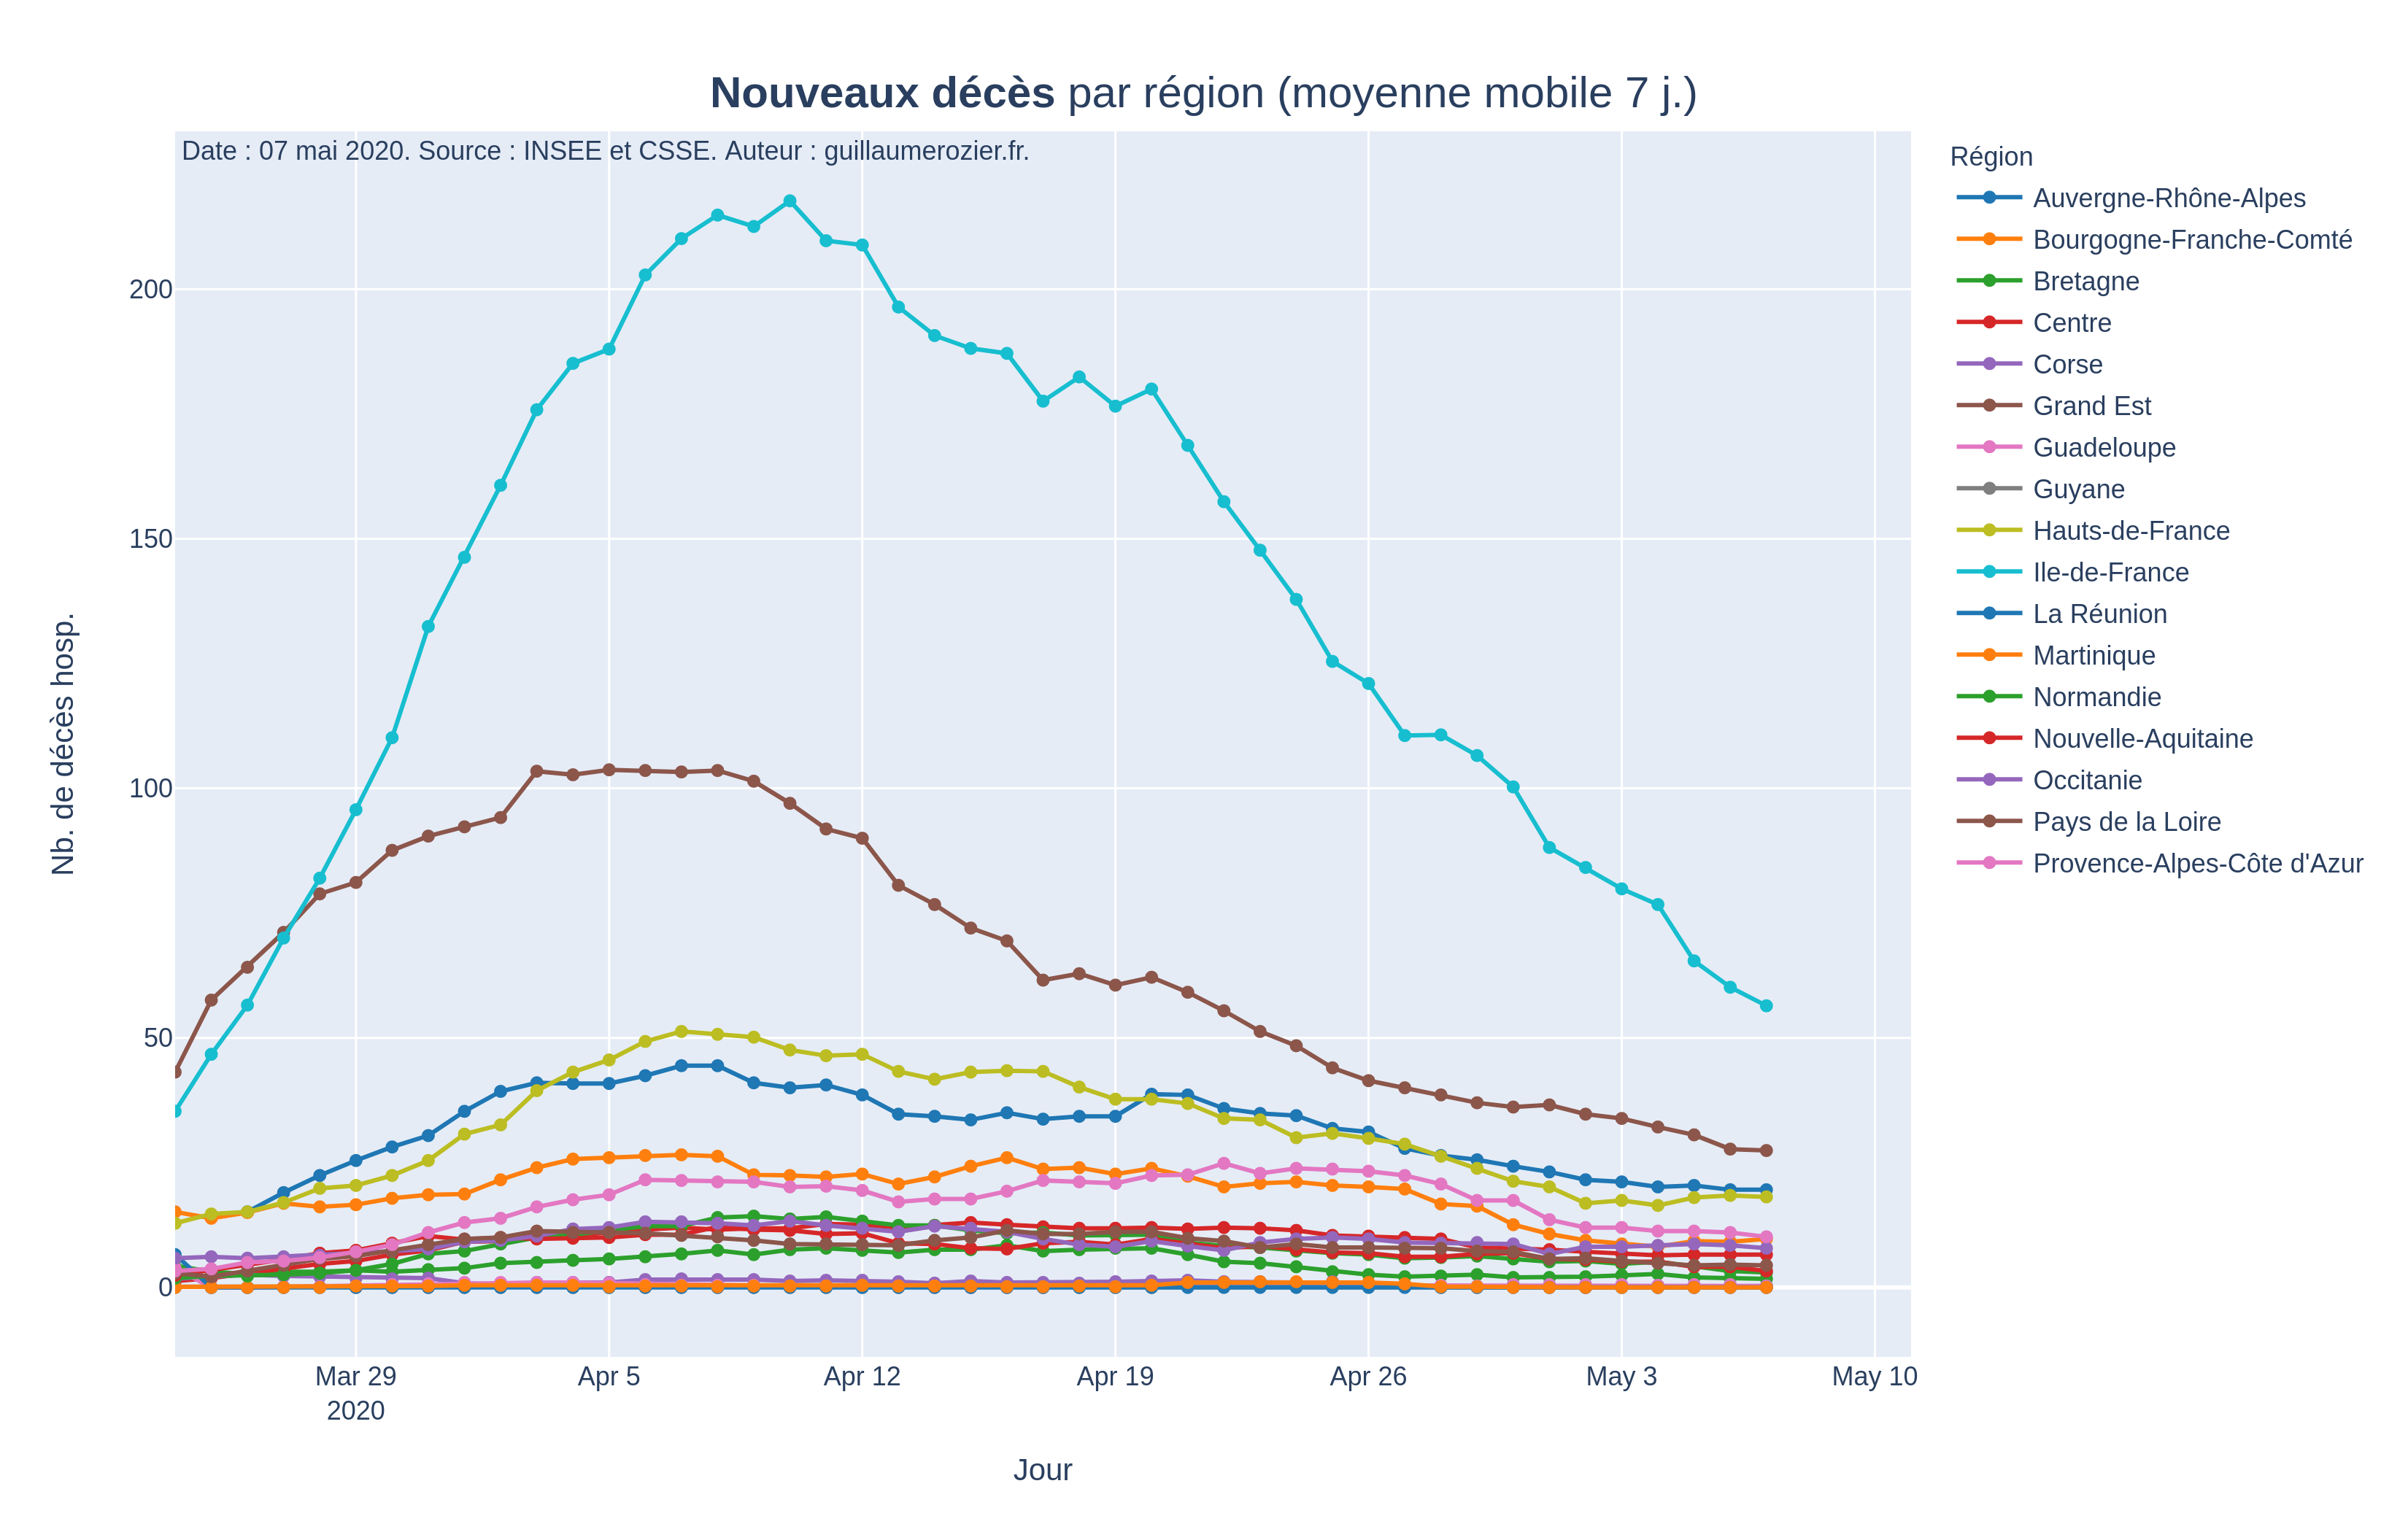 Nouveaux décès par région (moyenne mobile 7 j.)
Date : 07 mai 2020. Source : INSEE et CSSE. Auteur : guillaumerozier.fr.
Région
Auvergne-Rhône-Alpes
Bourgogne-Franche-Comté
Bretagne
Centre
Corse
Grand Est
Guadeloupe
Guyane
Hauts-de-France
Ile-de-France
La Réunion
Martinique
Normandie
Nouvelle-Aquitaine
Occitanie
Pays de la Loire
Provence-Alpes-Côte d'Azur
Nb. de décès hosp.
200
150
100
50
0
Mar 29 Apr 5 Apr 12 Apr 19 Apr 26 May 3 May 10
2020
Jour